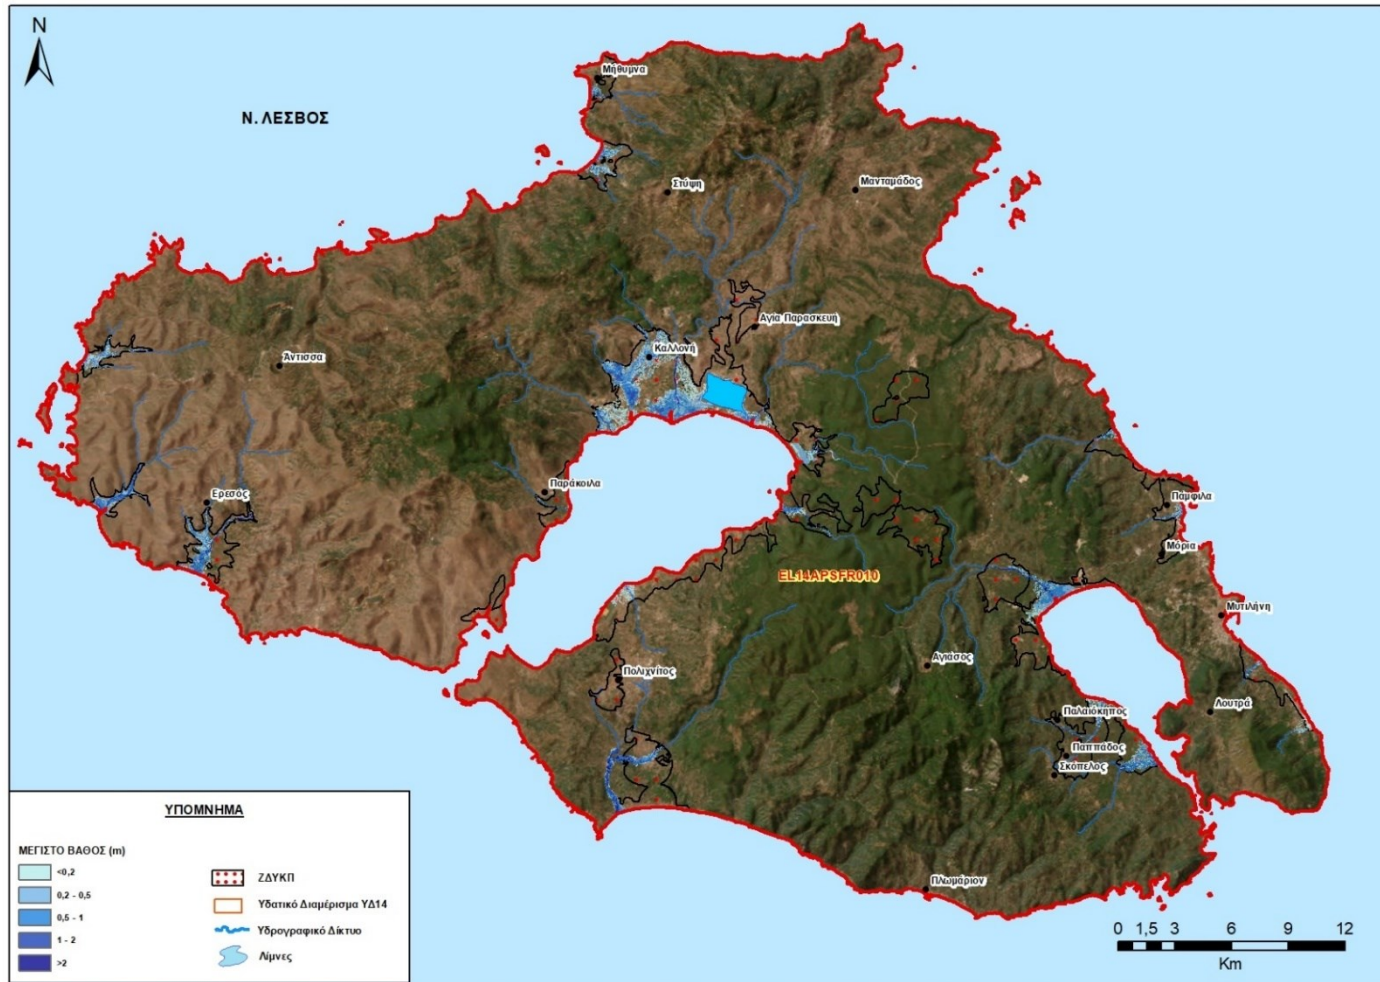 N
Ν. ΛΕΣΒΟΣ
Μήθυμνα
Στύψη
Μανταμάδος
Αγία Παρασκευή
Καλλονή
Άντισσα
Ερεσός
Παράκοιλα
Πάμφιλα
Μόρια
EL14APSFR010
Μυτιλήνη
Αγιάσος
Πολιχνίτος
Λουτρά
Παλαιόκηπος
Παππάδος
Σκόπελος
Πλωμάριον
ΥΠΟΜΝΗΜΑ
ΜΕΓΙΣΤΟ ΒΑΘΟΣ (m)
<0,2
0,2 - 0,5
0,5 - 1
1 - 2
>2
ΖΔΥΚΠ
Υδατικό Διαμέρισμα ΥΔ14
Υδρογραφικό Δίκτυο
Λίμνες
0 1,5 3 6 9 12
Km